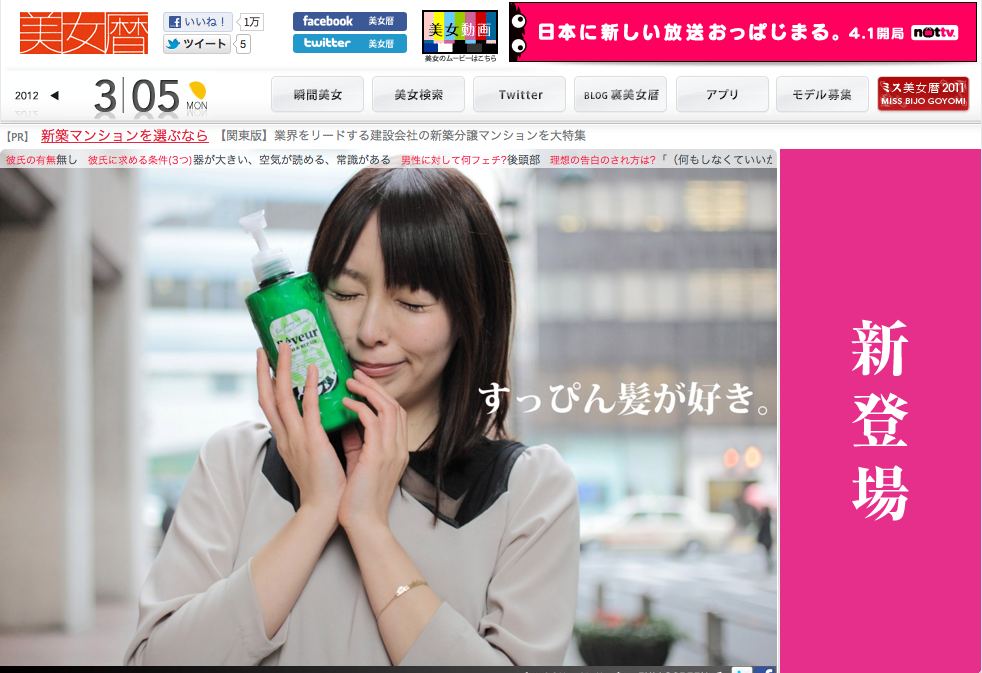 美女暦
いいね！ 1万
ツイート 5
facebook 美女暦
twitter 美女暦
美女動画
美女のムービーはこちら
日本に新しい放送おっぱじまる。4.1開局 nottv.
2012 ◀ 3 05 MON
瞬間美女
美女検索
Twitter
BLOG 裏美女暦
アプリ
モデル募集
ミス美女暦 2011
MISS BIJO GOYOMI
[PR] 新築マンションを選ぶなら 【関東版】業界をリードする建設会社の新築分譲マンションを大特集
彼氏の有無無し 彼氏に求める条件(3つ)器が大きい、空気が読める、常識がある 男性に対して何フェチ?後頭部 理想の告白のされ方は?「（何もしなくていいか
Rêveur
すっぴん髪が好き。
新登場